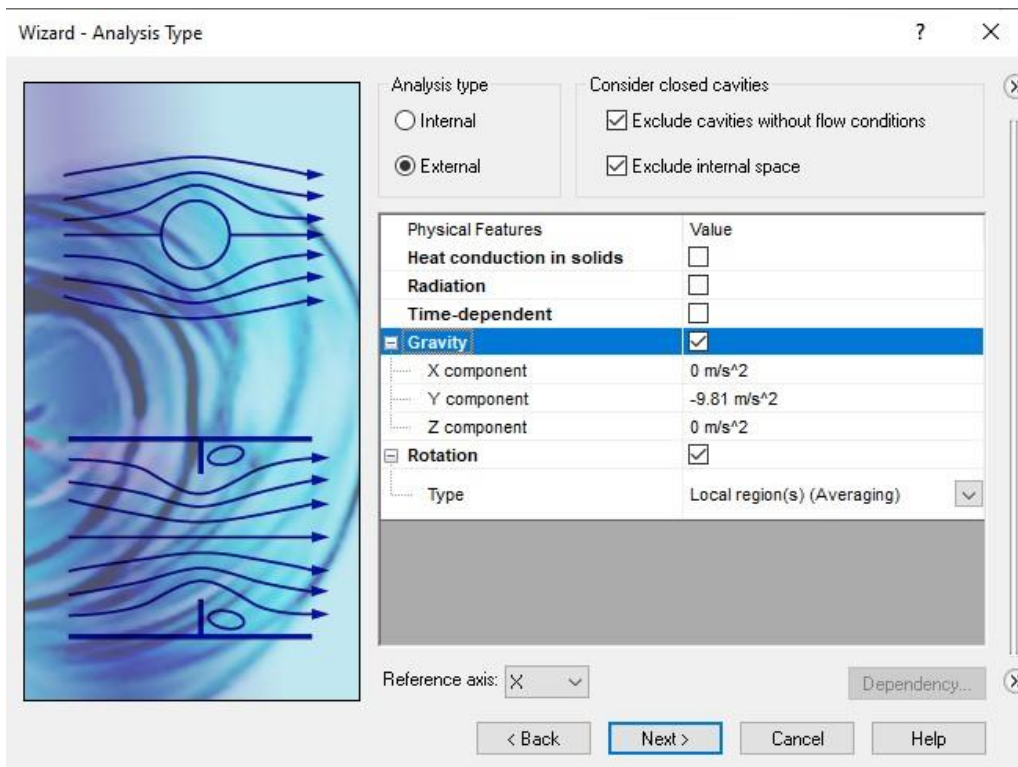 Wizard - Analysis Type ?
Analysis type
Internal
External
Consider closed cavities
Exclude cavities without flow conditions
Exclude internal space
Physical Features Value
Heat conduction in solids
Radiation
Time-dependent
Gravity
X component 0 m/s^2
Y component -9.81 m/s^2
Z component 0 m/s^2
Rotation
Type Local region(s) (Averaging)
Reference axis: X Dependency...
< Back Next > Cancel Help